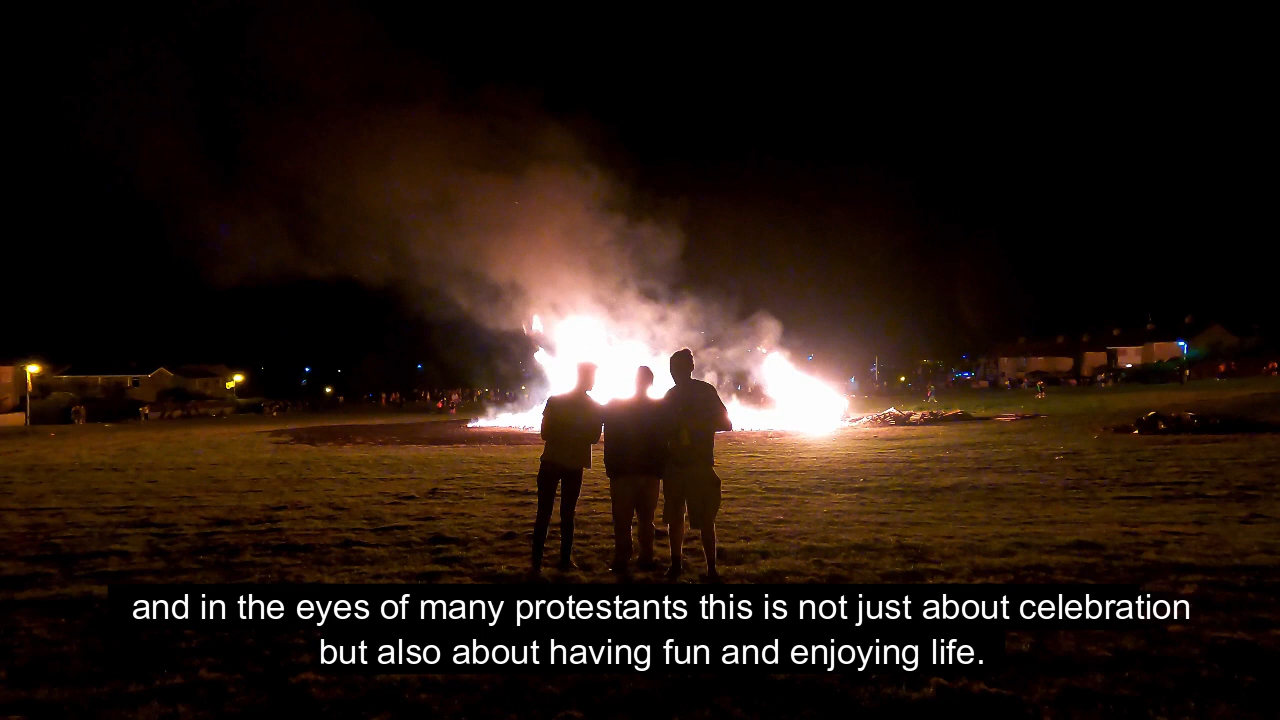 and in the eyes of many protestants this is not just about celebration
but also about having fun and enjoying life.